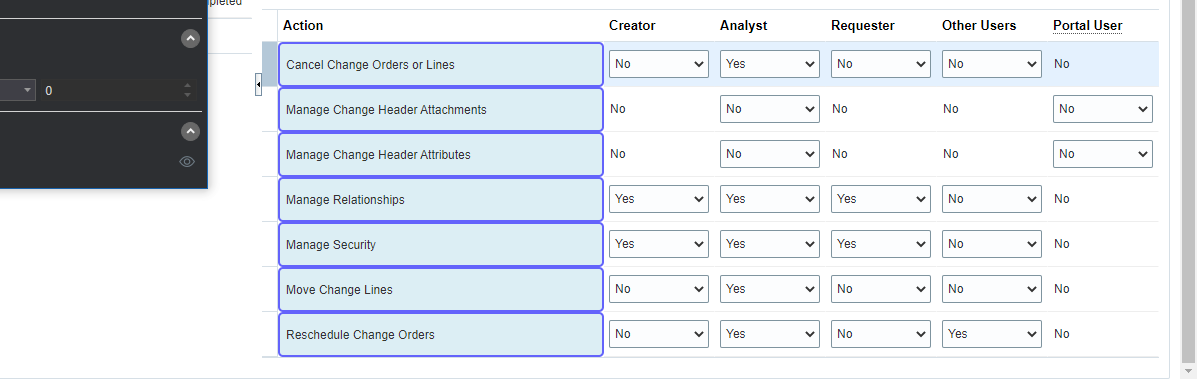 Action Creator Analyst Requester Other Users Portal User
Cancel Change Orders or Lines No Yes No No No
0
Manage Change Header Attachments No No No No No
Manage Change Header Attributes No No No No No
Manage Relationships Yes Yes Yes No No
Manage Security Yes Yes Yes No No
Move Change Lines No Yes No No No
Reschedule Change Orders No Yes No Yes No